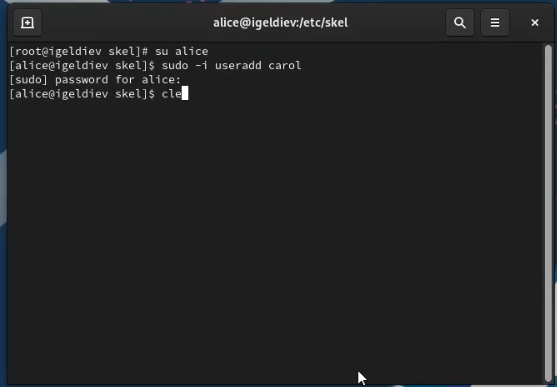 alice@igeldiev:/etc/skel
[root@igeldiev skel]# su alice
[alice@igeldiev skel]$ sudo -i useradd carol
[sudo] password for alice:
[alice@igeldiev skel]$ cle